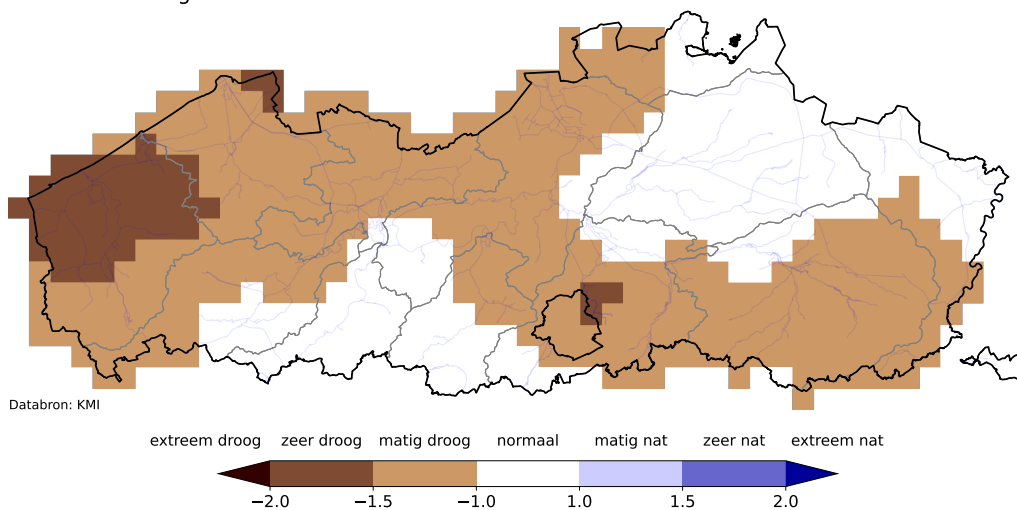 Databron: KMI
extreem droog zeer droog matig droog normaal matig nat zeer nat extreem nat
−2.0 −1.5 −1.0 1.0 1.5 2.0